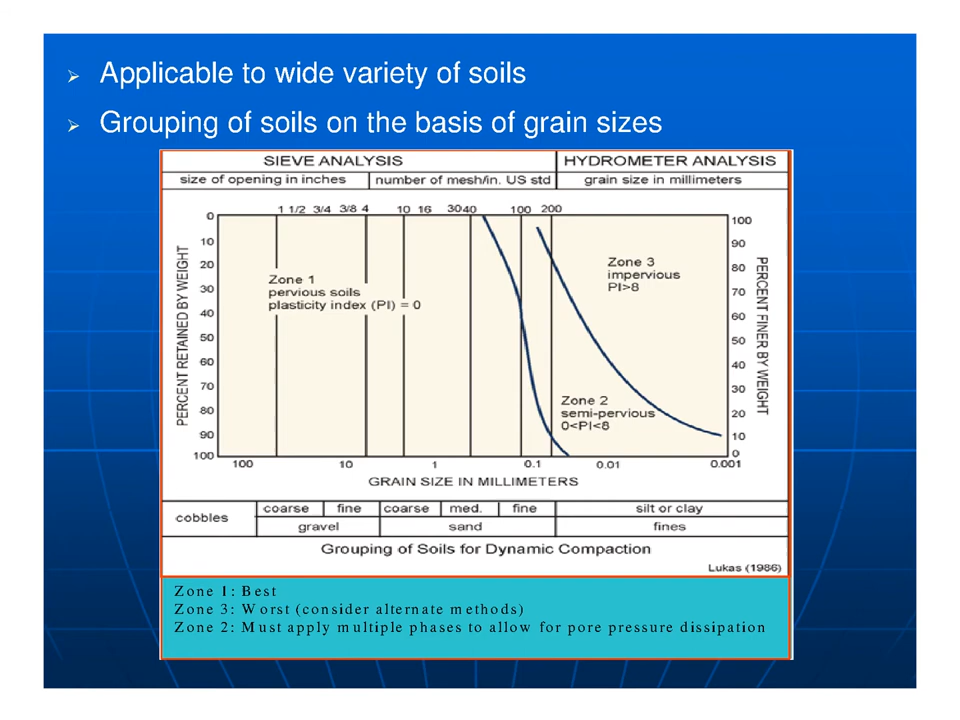 Applicable to wide variety of soils
Grouping of soils on the basis of grain sizes
SIEVE ANALYSIS HYDROMETER ANALYSIS
size of opening in inches number of mesh/in. US std grain size in millimeters
1 1/2 3/4 3/8 4 10 16 30 40 100 200
0 100
10 90
20 80
30 70
40 60
50 50
60 40
70 30
80 20
90 10
100 0
PERCENT RETAINED BY WEIGHT
PERCENT FINER BY WEIGHT
Zone 1
pervious soils
plasticity index (PI) = 0
Zone 3
impervious
PI>8
Zone 2
semi-pervious
0<PI<8
100 10 1 0.1 0.01 0.001
GRAIN SIZE IN MILLIMETERS
cobbles coarse fine coarse med. fine silt or clay
gravel sand fines
Grouping of Soils for Dynamic Compaction
Lukas (1986)
Zone 1: Best
Zone 3: Worst (consider alternate methods)
Zone 2: Must apply multiple phases to allow for pore pressure dissipation